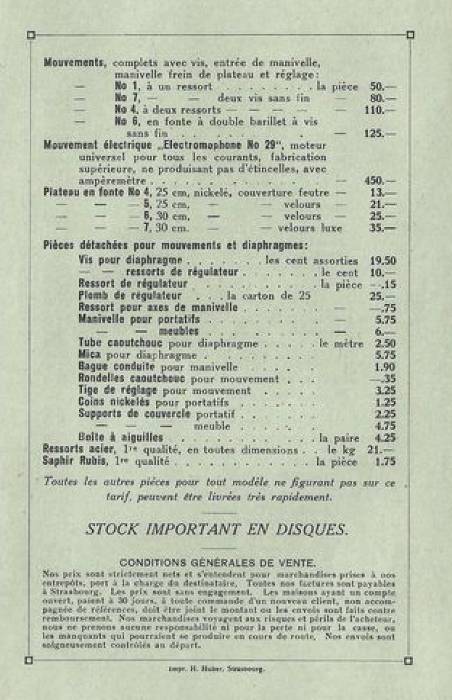 Mouvements, complets avec vis, entrée de manivelle,
manivelle frein de plateau et réglage:
— No 1, à un ressort . . . . . . . . la pièce 50.—
— No 7, — — deux vis sans fin — 80.—
— No 4, à deux ressorts — — — — 110.—
— No 6, en fonte à double barillet à vis
sans fin . . . . . . . . . — 125.—
Mouvement électrique „Electromophone No 29", moteur
universel pour tous les courants, fabrication
supérieure, ne produisant pas d'étincelles, avec
ampèremètre . . . . . . . . . . . — 450.—
Plateau en fonte No 4, 25 cm, nickelé, couverture feutre — 13.—
— — — 5, 25 cm, — velours — 21.—
— — — 6, 30 cm, — — velours — 25.—
— — — 7, 30 cm. — — velours luxe 35.—
Pièces détachées pour mouvements et diaphragmes:
Vis pour diaphragme . . . . . . . les cent assorties 19.50
— — ressorts de régulateur . . . . . . . le cent 10.—
Ressort de régulateur . . . . . . . . . . la pièce —.15
Plomb de régulateur . . . la carton de 25 25.—
Ressort pour axes de manivelle . . . . . . . — —.75
Manivelle pour portatifs . . . . . . . . . — 5.75
— — meubles . . . . . . . . . — 6.—
Tube caoutchouc pour diaphragme . . . . . le mètre 2.50
Mica pour diaphragme . . . . . . . . 5.75
Bague conduite pour manivelle . . . . . 1.90
Rondelles caoutchouc pour mouvement . . . —.35
Tige de réglage pour mouvement . . . . 3.25
Coins nickelés pour portatifs . . . . . . 1.25
Supports de couvercle portatif . . . . . . 2.25
— — — meuble . . . . . . 4.75
Boîte à aiguilles . . . . . . . . . . . la paire 4.25
Ressorts acier, 1re qualité, en toutes dimensions . . le kg 21.—
Saphir Rubis, 1re qualité . . . . . . . . . . la pièce 1.75
Toutes les autres pièces pour tout modèle ne figurant pas sur ce
tarif, peuvent être livrées très rapidement.
STOCK IMPORTANT EN DISQUES.
CONDITIONS GÉNÉRALES DE VENTE.
Nos prix sont strictement nets et s'entendent pour marchandises prises à nos
entrepôts, port à la charge du destinataire, Toutes nos factures sont payables
à Strasbourg. Les prix sont sans engagement. Les maisons ayant un compte
ouvert, paient à 30 jours, à toute commande d'un nouveau client, non accom-
pagnée de références, doit être joint le montant ou les envois sont faits contre
remboursement. Nos marchandises voyagent aux risques et périls de l'acheteur,
nous ne prenons aucune responsabilité ni pour la perte ni pour la casse, ou
les manquants qui pourraient se produire en cours de route, Nos envois sont
soigneusement contrôlés au départ.
Impr. H. Huber, Strasbourg.